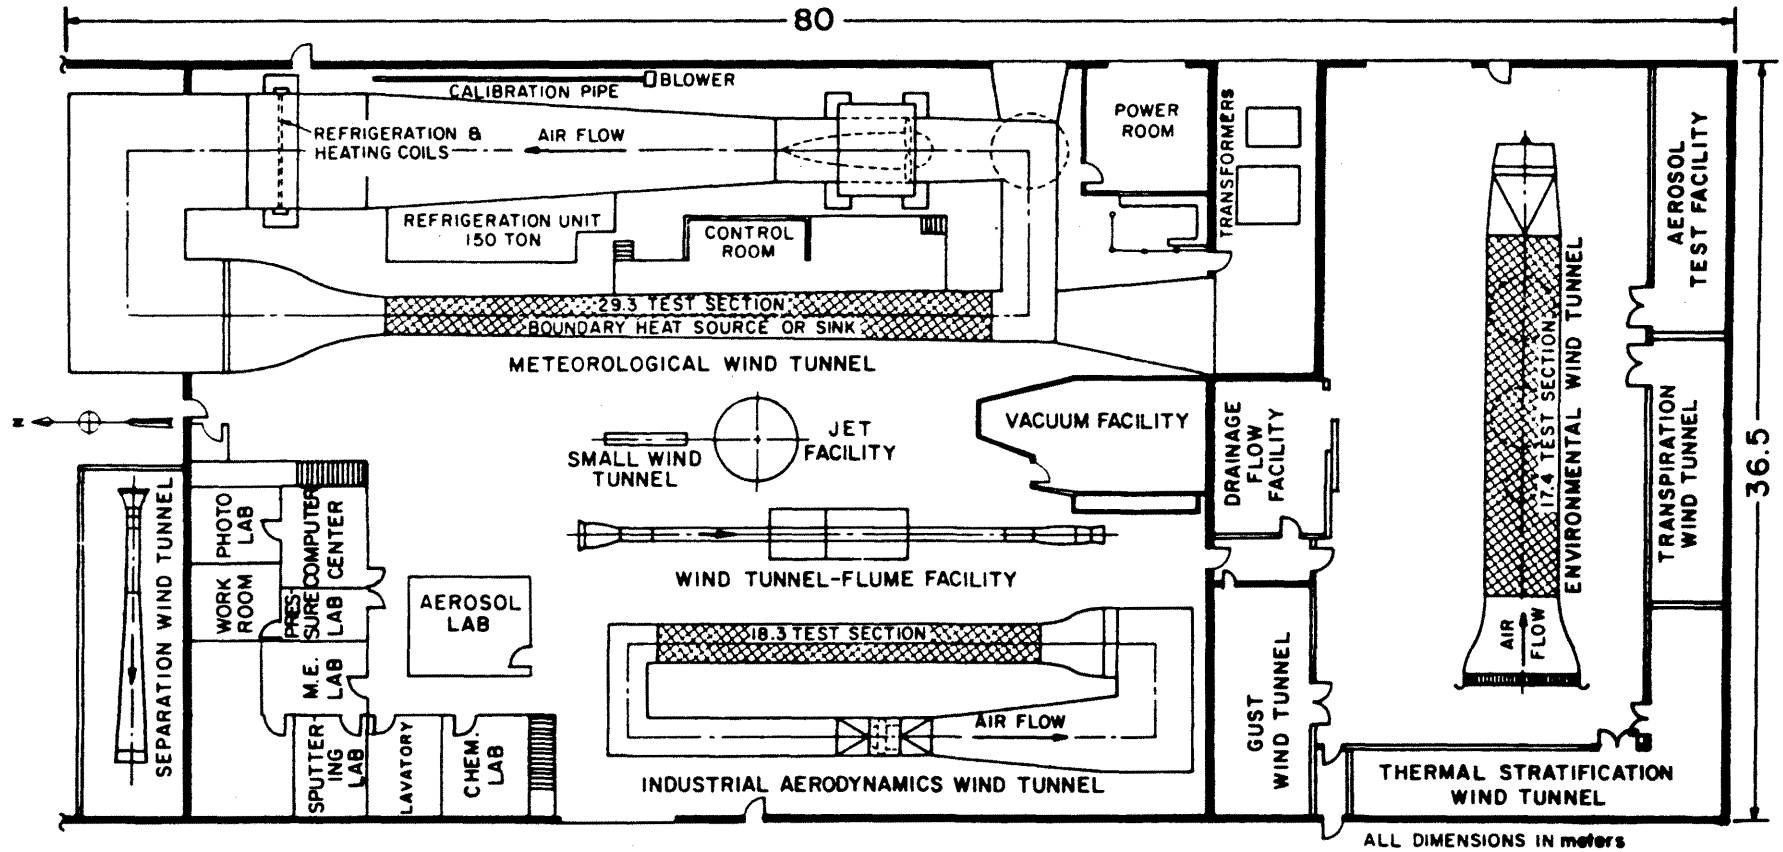 80
BLOWER
CALIBRATION PIPE
REFRIGERATION &
HEATING COILS
AIR FLOW
POWER
ROOM
TRANSFORMERS
AEROSOL
TEST FACILITY
REFRIGERATION UNIT
150 TON
CONTROL
ROOM
29.3 TEST SECTION
BOUNDARY HEAT SOURCE OR SINK
METEOROLOGICAL WIND TUNNEL
17.4 TEST SECTION
ENVIRONMENTAL WIND TUNNEL
36.5
N
JET
FACILITY
SMALL WIND
TUNNEL
VACUUM FACILITY
DRAINAGE
FLOW
FACILITY
TRANSPIRATION
WIND TUNNEL
SEPARATION WIND TUNNEL
PHOTO
LAB
COMPUTER
CENTER
WORK
ROOM
PRES-
SURE
LAB
WIND TUNNEL-FLUME FACILITY
AEROSOL
LAB
18.3 TEST SECTION
AIR
FLOW
M.E.
LAB
GUST
WIND TUNNEL
SPUTTER-
ING
LAB
LAVATORY
CHEM.
LAB
AIR FLOW
INDUSTRIAL AERODYNAMICS WIND TUNNEL
THERMAL STRATIFICATION
WIND TUNNEL
ALL DIMENSIONS IN meters